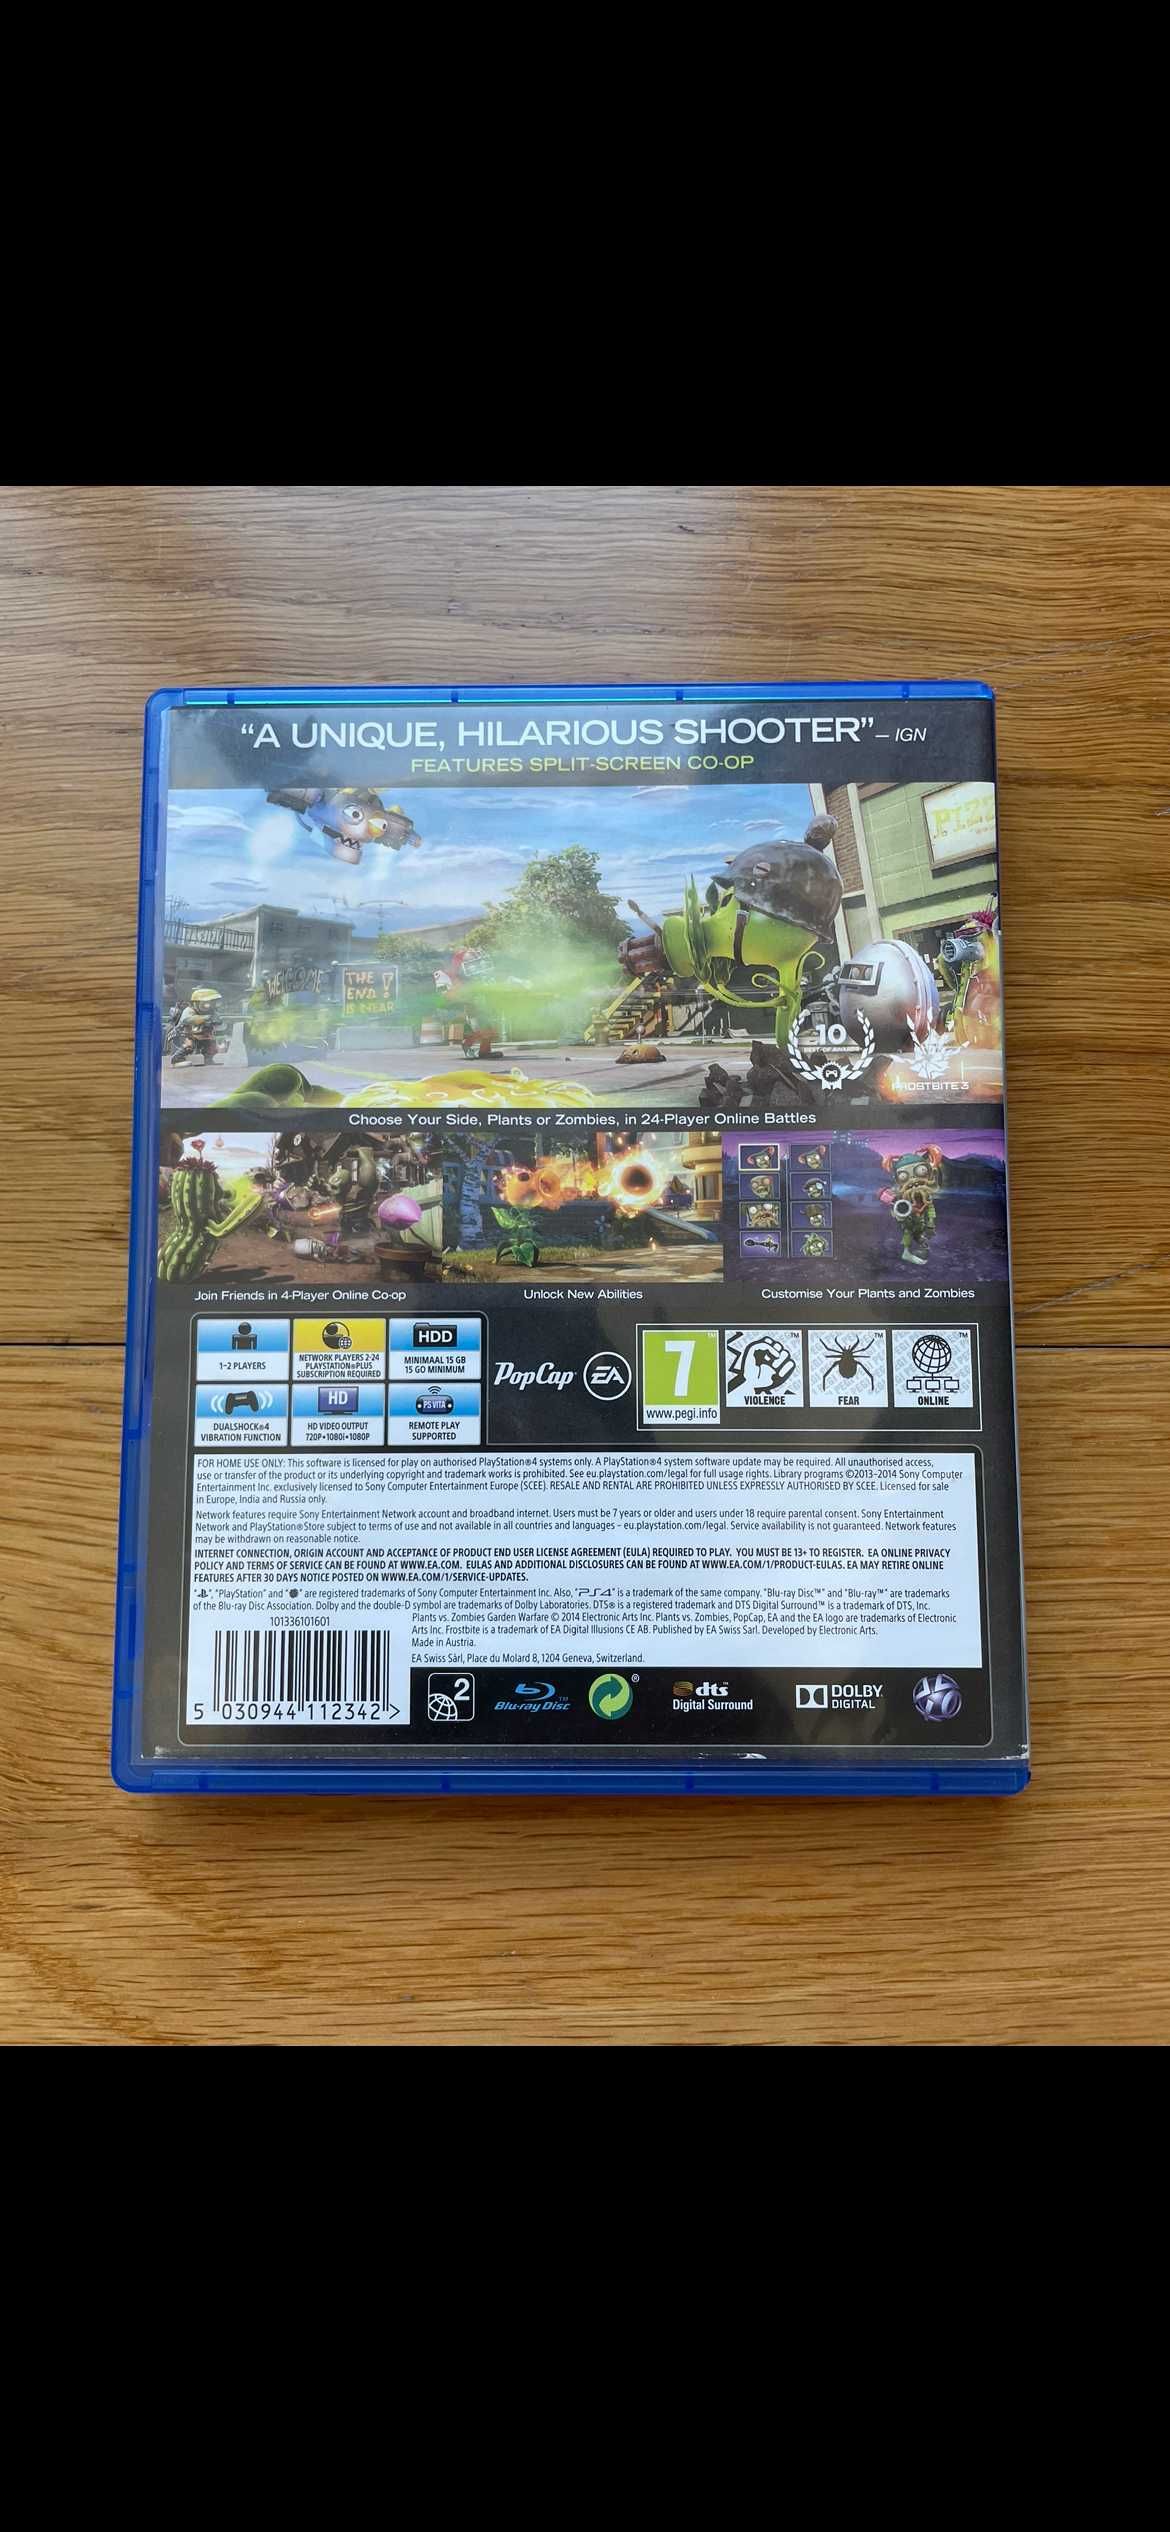 “A UNIQUE, HILARIOUS SHOOTER” – IGN
FEATURES SPLIT-SCREEN CO-OP
WELCOME
THE
END!
IS NEAR
10
FROSTBITE 3
Choose Your Side, Plants or Zombies, in 24-Player Online Battles
Join Friends in 4-Player Online Co-op
Unlock New Abilities
Customise Your Plants and Zombies
1-2 PLAYERS
NETWORK PLAYERS 2-24
PLAYSTATION®PLUS
SUBSCRIPTION REQUIRED
HDD
MINIMAAL 15 GB
15 GO MINIMUM
DUALSHOCK®4
VIBRATION FUNCTION
HD
HD VIDEO OUTPUT
720P•1080i•1080P
PS VITA
REMOTE PLAY
SUPPORTED
PopCap
EA
7
www.pegi.info
VIOLENCE
FEAR
ONLINE
FOR HOME USE ONLY: This software is licensed for play on authorised PlayStation®4 systems only. A PlayStation®4 system software update may be required. All unauthorised access,
use or transfer of the product or its underlying copyright and trademark works is prohibited. See eu.playstation.com/legal for full usage rights. Library programs ©2013-2014 Sony Computer
Entertainment Inc. exclusively licensed to Sony Computer Entertainment Europe (SCEE). RESALE AND RENTAL ARE PROHIBITED UNLESS EXPRESSLY AUTHORISED BY SCEE. Licensed for sale
in Europe, India and Russia only.
Network features require Sony Entertainment Network account and broadband internet. Users must be 7 years or older and users under 18 require parental consent. Sony Entertainment
Network and PlayStation®Store subject to terms of use and not available in all countries and languages – eu.playstation.com/legal. Service availability is not guaranteed. Network features
may be withdrawn on reasonable notice.
INTERNET CONNECTION, ORIGIN ACCOUNT AND ACCEPTANCE OF PRODUCT END USER LICENSE AGREEMENT (EULA) REQUIRED TO PLAY. YOU MUST BE 13+ TO REGISTER. EA ONLINE PRIVACY
POLICY AND TERMS OF SERVICE CAN BE FOUND AT WWW.EA.COM. EULAS AND ADDITIONAL DISCLOSURES CAN BE FOUND AT WWW.EA.COM/1/PRODUCT-EULAS. EA MAY RETIRE ONLINE
FEATURES AFTER 30 DAYS NOTICE POSTED ON WWW.EA.COM/1/SERVICE-UPDATES.
" ", "PlayStation" and " " are registered trademarks of Sony Computer Entertainment Inc. Also, "PS4" is a trademark of the same company. "Blu-ray Disc™" and "Blu-ray™" are trademarks
of the Blu-ray Disc Association. Dolby and the double-D symbol are trademarks of Dolby Laboratories. DTS® is a registered trademark and DTS Digital Surround™ is a trademark of DTS, Inc.
101336101601
Plants vs. Zombies Garden Warfare © 2014 Electronic Arts Inc. Plants vs. Zombies, PopCap, EA and the EA logo are trademarks of Electronic
Arts Inc. Frostbite is a trademark of EA Digital Illusions CE AB. Published by EA Swiss Sarl. Developed by Electronic Arts.
Made in Austria.
EA Swiss Sàrl, Place du Molard 8, 1204 Geneva, Switzerland.
5 030944 112342 >
2
Blu-ray Disc™
®
dts
Digital Surround
DOLBY
DIGITAL